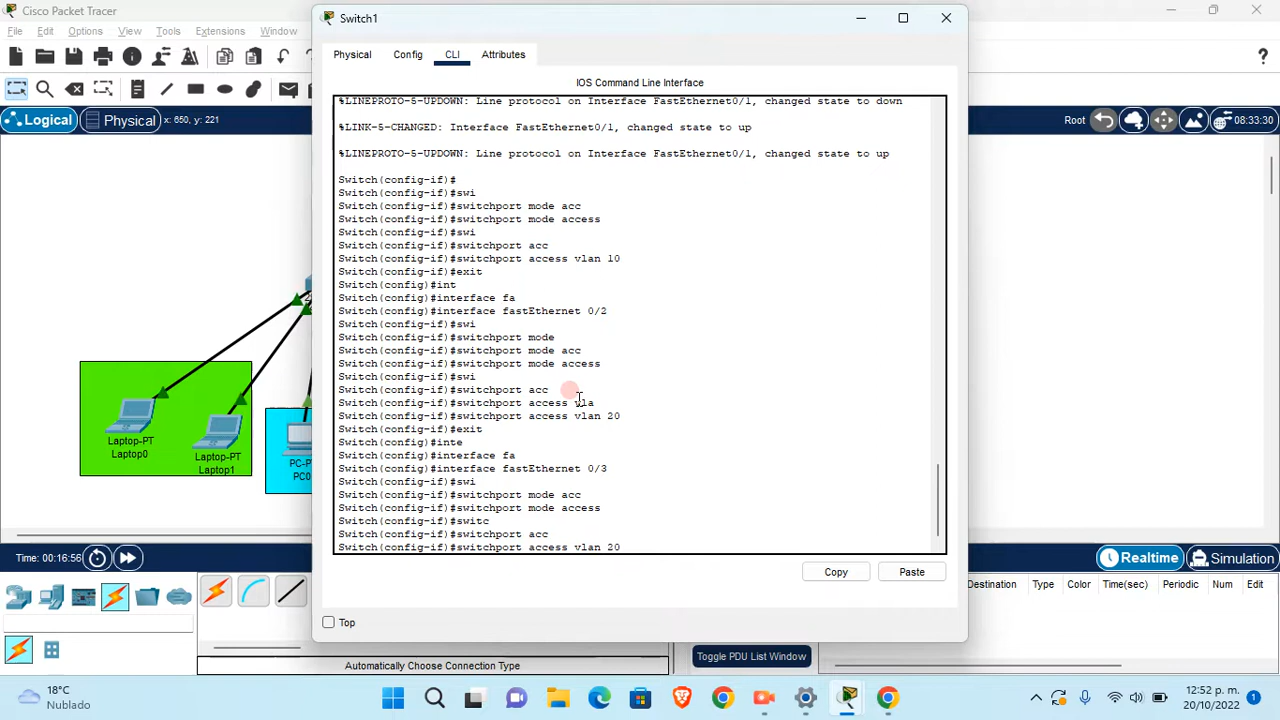 Cisco Packet Tracer
File Edit Options View Tools Extensions Window
Logical
Physical
x: 650, y: 221
Root
08:33:30
Switch1
Physical
Config
CLI
Attributes
IOS Command Line Interface
%LINEPROTO-5-UPDOWN: Line protocol on Interface FastEthernet0/1, changed state to down
%LINK-5-CHANGED: Interface FastEthernet0/1, changed state to up
%LINEPROTO-5-UPDOWN: Line protocol on Interface FastEthernet0/1, changed state to up
Switch(config-if)#
Switch(config-if)#swi
Switch(config-if)#switchport mode acc
Switch(config-if)#switchport mode access
Switch(config-if)#swi
Switch(config-if)#switchport acc
Switch(config-if)#switchport access vlan 10
Switch(config-if)#exit
Switch(config)#int
Switch(config)#interface fa
Switch(config)#interface fastEthernet 0/2
Switch(config-if)#swi
Switch(config-if)#switchport mode
Switch(config-if)#switchport mode acc
Switch(config-if)#switchport mode access
Switch(config-if)#swi
Switch(config-if)#switchport acc
Switch(config-if)#switchport access vla
Switch(config-if)#switchport access vlan 20
Switch(config-if)#exit
Switch(config)#inte
Switch(config)#interface fa
Switch(config)#interface fastEthernet 0/3
Switch(config-if)#swi
Switch(config-if)#switchport mode acc
Switch(config-if)#switchport mode access
Switch(config-if)#switc
Switch(config-if)#switchport acc
Switch(config-if)#switchport access vlan 20
Copy
Paste
Top
Laptop-PT
Laptop0
Laptop-PT
Laptop1
PC-P
PC0
Time: 00:16:56
Realtime
Simulation
Destination Type Color Time(sec) Periodic Num Edit
Automatically Choose Connection Type
Toggle PDU List Window
18°C
Nublado
12:52 p. m.
20/10/2022
1